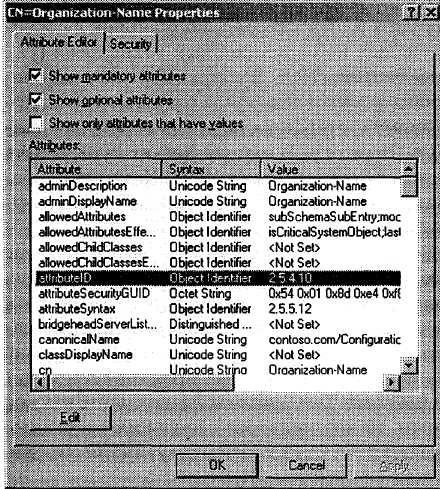 CN=Organization-Name Properties
Attribute Editor Security
Show mandatory attributes
Show optional attributes
Show only attributes that have values
Attributes:
Attribute Syntax Value
adminDescription Unicode String Organization-Name
adminDisplayName Unicode String Organization-Name
allowedAttributes Object Identifier subSchemaSubEntry;moc
allowedAttributesEffe... Object Identifier isCriticalSystemObject;last
allowedChildClasses Object Identifier <Not Set>
allowedChildClassesE... Object Identifier <Not Set>
attributeID Object Identifier 2.5.4.10
attributeSecurityGUID Octet String 0x54 0x01 0x8d 0xe4 0xf8
attributeSyntax Object Identifier 2.5.5.12
bridgeheadServerList... Distinguished ... <Not Set>
canonicalName Unicode String contoso.com/Configuratic
classDisplayName Unicode String <Not Set>
cn Unicode String Organization-Name
Edit
OK Cancel Apply